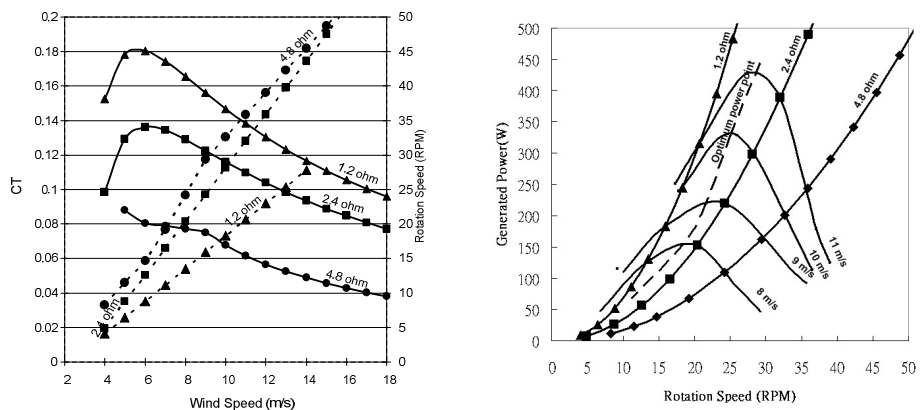 0.2
0.18
0.16
0.14
0.12
0.1
0.08
0.06
0.04
0.02
0
CT
50
45
40
35
30
25
20
15
10
5
0
Rotation Speed (RPM)
2 4 6 8 10 12 14 16 18
Wind Speed (m/s)
4.8 ohm
1.2 ohm
2.4 ohm
1.2 ohm
4.8 ohm
2.4 ohm
500
450
400
350
300
250
200
150
100
50
0
Generated Power(W)
0 5 10 15 20 25 30 35 40 45 50
Rotation Speed (RPM)
1.2 ohm
Optimum power point
2.4 ohm
4.8 ohm
11 m/s
10 m/s
9 m/s
8 m/s